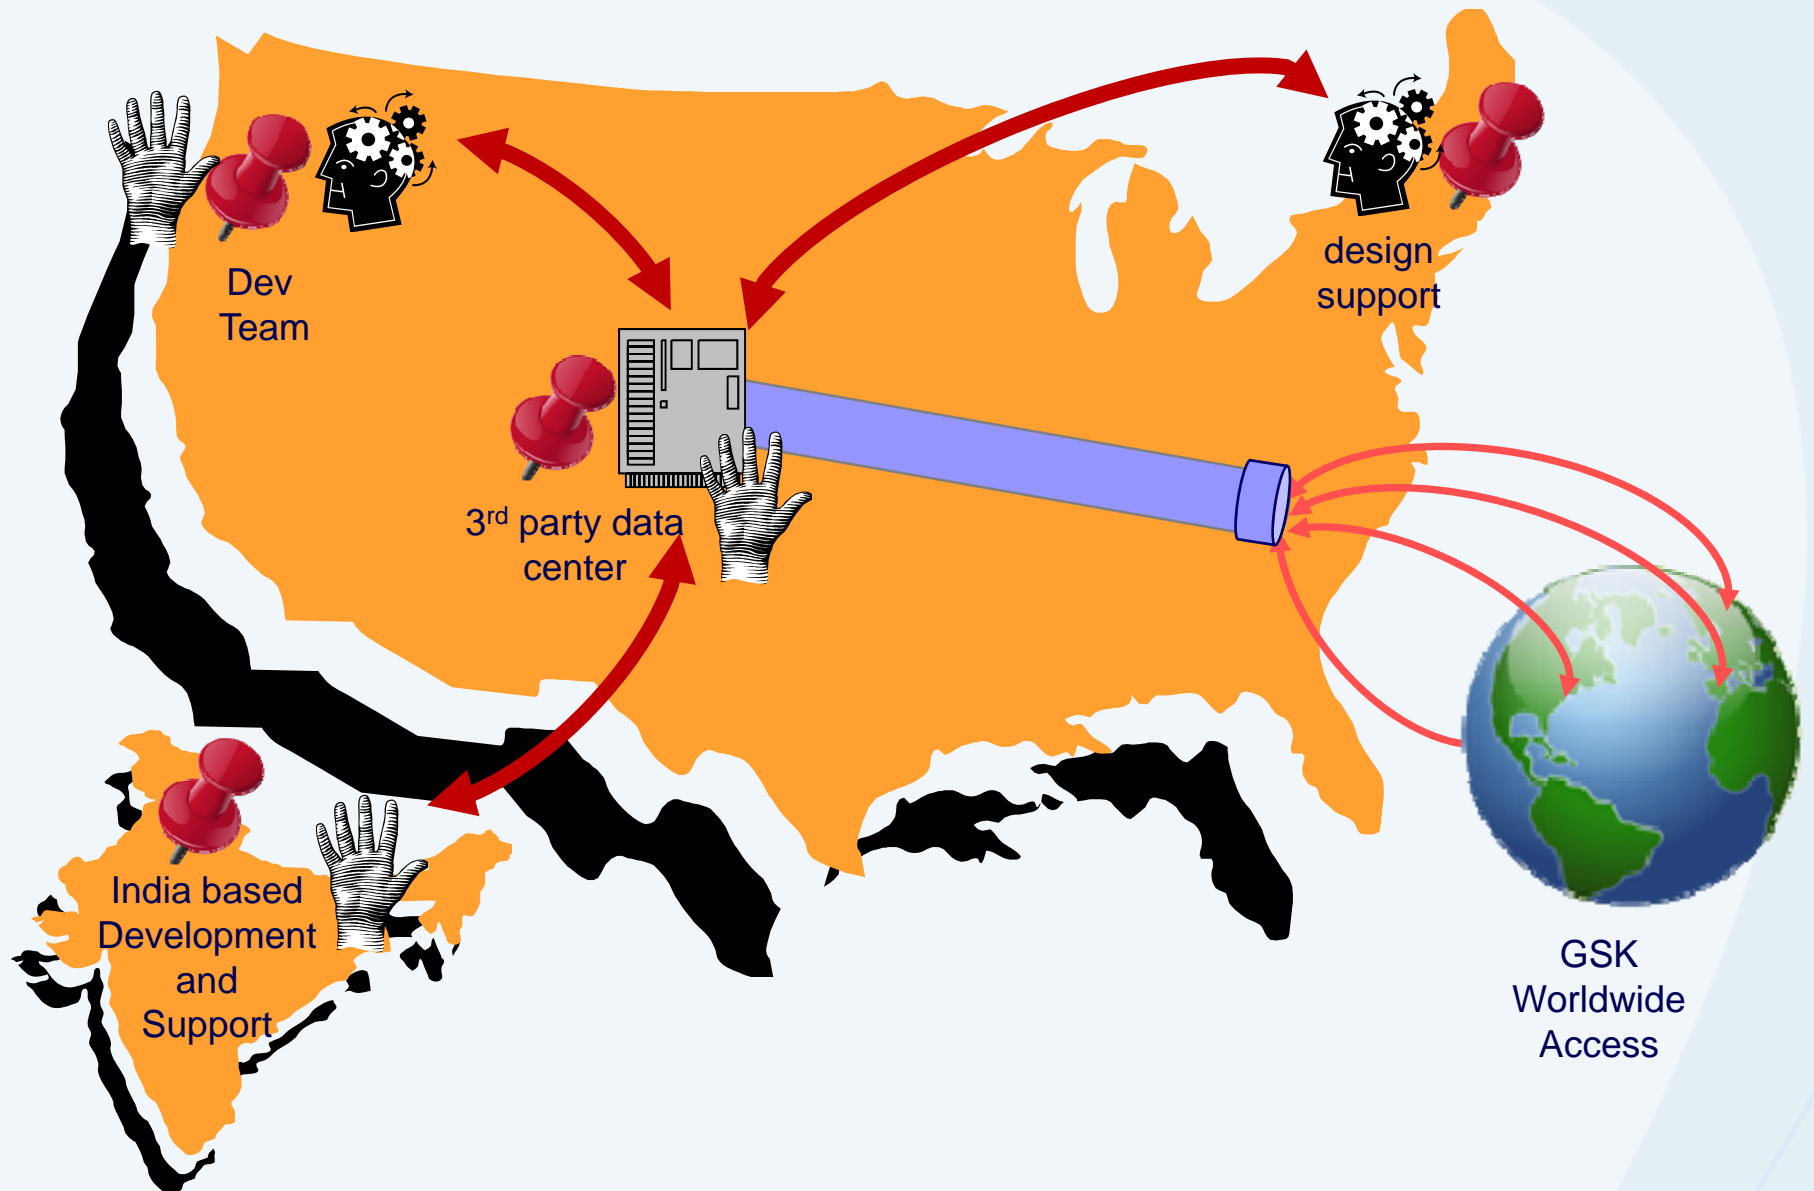 Dev
Team
design
support
3rd party data
center
India based
Development
and
Support
GSK
Worldwide
Access